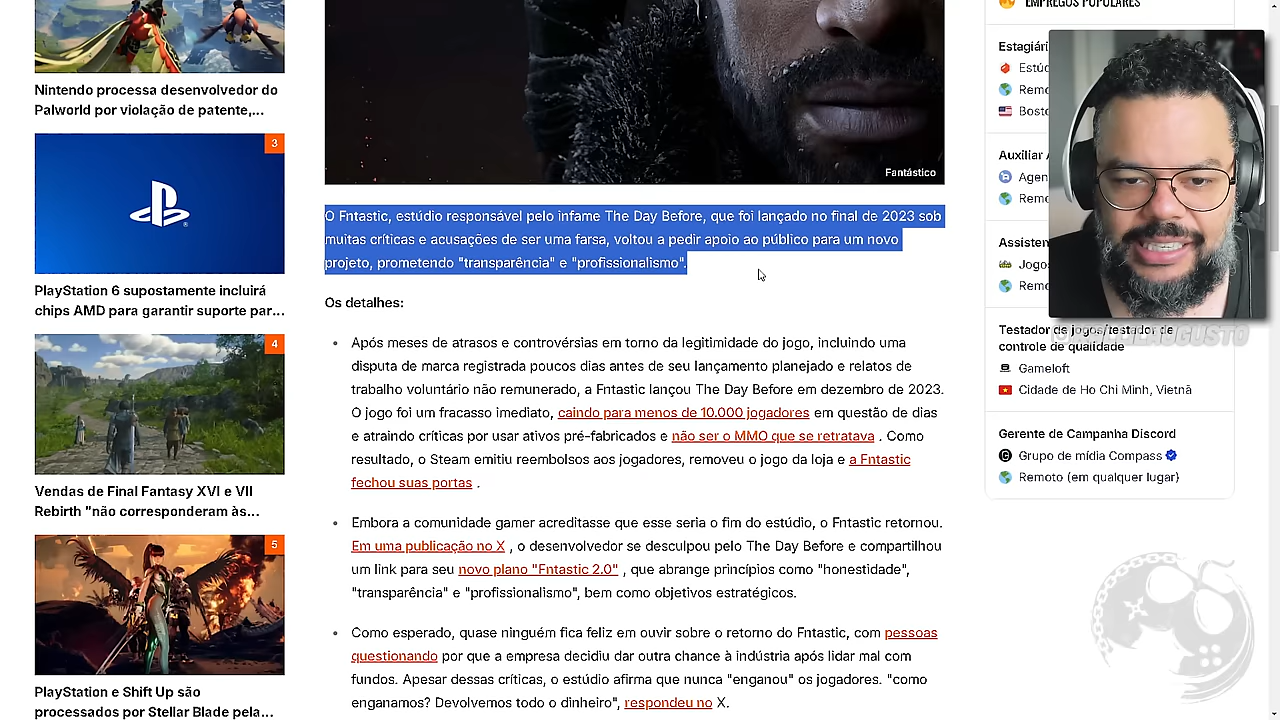 Nintendo processa desenvolvedor do
Palworld por violação de patente,...
3
PlayStation 6 supostamente incluirá
chips AMD para garantir suporte par...
4
Vendas de Final Fantasy XVI e VII
Rebirth "não corresponderam às...
5
PlayStation e Shift Up são
processados por Stellar Blade pela...
Fantástico
O Fntastic, estúdio responsável pelo infame The Day Before, que foi lançado no final de 2023 sob
muitas críticas e acusações de ser uma farsa, voltou a pedir apoio ao público para um novo
projeto, prometendo "transparência" e "profissionalismo".
Os detalhes:
• Após meses de atrasos e controvérsias em torno da legitimidade do jogo, incluindo uma
disputa de marca registrada poucos dias antes de seu lançamento planejado e relatos de
trabalho voluntário não remunerado, a Fntastic lançou The Day Before em dezembro de 2023.
O jogo foi um fracasso imediato, caindo para menos de 10.000 jogadores em questão de dias
e atraindo críticas por usar ativos pré-fabricados e não ser o MMO que se retratava . Como
resultado, o Steam emitiu reembolsos aos jogadores, removeu o jogo da loja e a Fntastic
fechou suas portas .
• Embora a comunidade gamer acreditasse que esse seria o fim do estúdio, o Fntastic retornou.
Em uma publicação no X , o desenvolvedor se desculpou pelo The Day Before e compartilhou
um link para seu novo plano "Fntastic 2.0" , que abrange princípios como "honestidade",
"transparência" e "profissionalismo", bem como objetivos estratégicos.
• Como esperado, quase ninguém fica feliz em ouvir sobre o retorno do Fntastic, com pessoas
questionando por que a empresa decidiu dar outra chance à indústria após lidar mal com
fundos. Apesar dessas críticas, o estúdio afirma que nunca "enganou" os jogadores. "como
enganamos? Devolvemos todo o dinheiro", respondeu no X.
EMPREGOS POPULARES
Estagiári
Estúd
Remo
Bosto
Auxiliar
Agen
Remo
Assisten
Jogo
Remo
Testador de jogos/testador de
controle de qualidade
Gameloft
Cidade de Ho Chi Minh, Vietnã
Gerente de Campanha Discord
Grupo de mídia Compass
Remoto (em qualquer lugar)